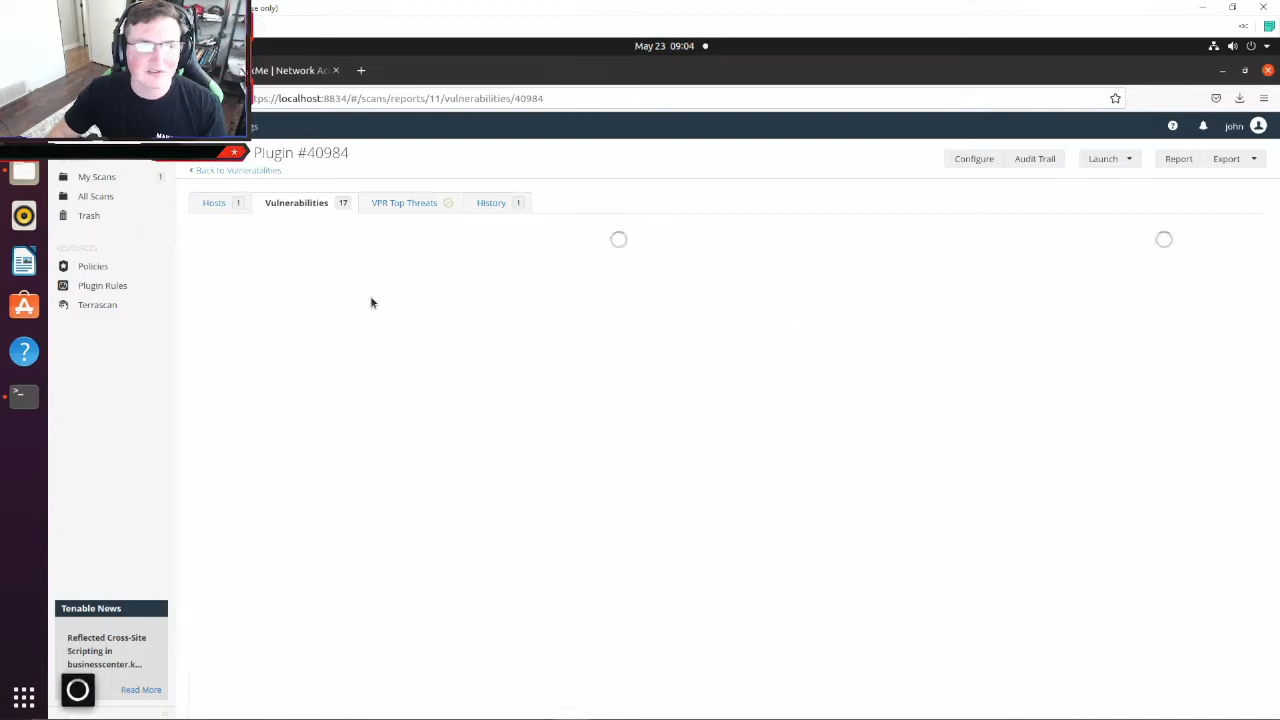 se only)
May 23 09:04
kMe | Network Ac
tps://localhost:8834/#/scans/reports/11/vulnerabilities/40984
gs
john
Plugin #40984
Back to Vulnerabilities
Configure
Audit Trail
Launch
Report
Export
My Scans 1
All Scans
Trash
Hosts 1
Vulnerabilities 17
VPR Top Threats
History 1
RESOURCES
Policies
Plugin Rules
Terrascan
Tenable News
Reflected Cross-Site
Scripting in
businesscenter.k...
Read More